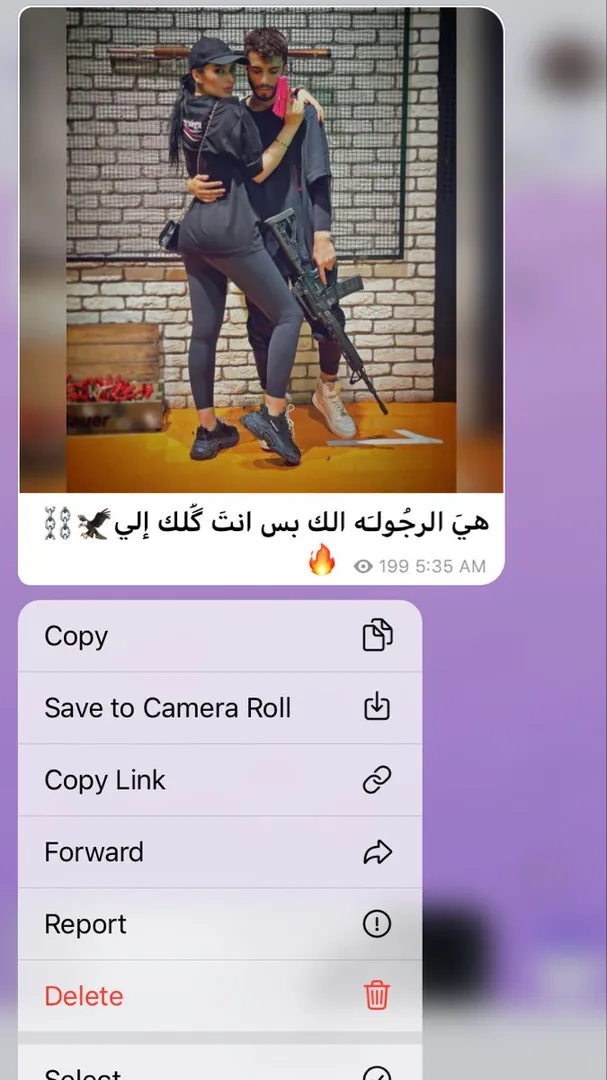 هيَ الرجُولـَه الك بس انتَ گَلك إلي🦅⛓️
🔥 199 5:35 AM
Copy
Save to Camera Roll
Copy Link
Forward
Report
Delete
Select